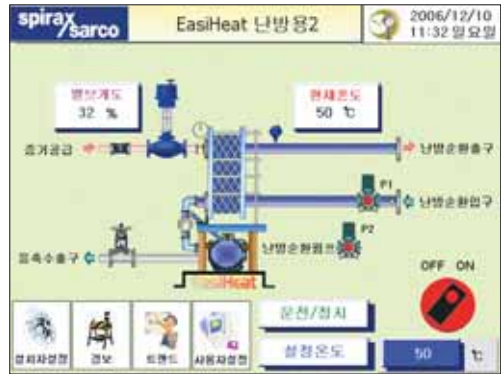 spirax sarco
EasiHeat 난방용2
2006/12/10
11:32 일요일
밸브개도
32 %
현재온도
50 ℃
증기공급
난방순환출구
P1
난방순환입구
P2
난방순환펌프
응축수출구
EasiHeat
OFF ON
운전/정지
설정온도
50 ℃
설치자설정
경보
트랜드
사용자설정